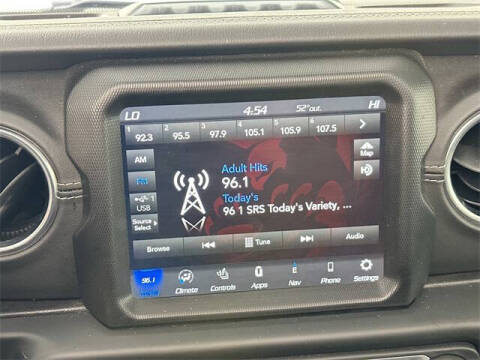 LO 4:54 52°out. HI
1 92.3 2 95.5 3 97.9 4 105.1 5 105.9 6 107.5
AM
FM
1
USB
Source
Select
Adult Hits
96.1
Today's
96 1 SRS Today's Variety, ...
Map
Browse Tune Audio
96.1 Climate Controls Apps E Nav Phone Settings